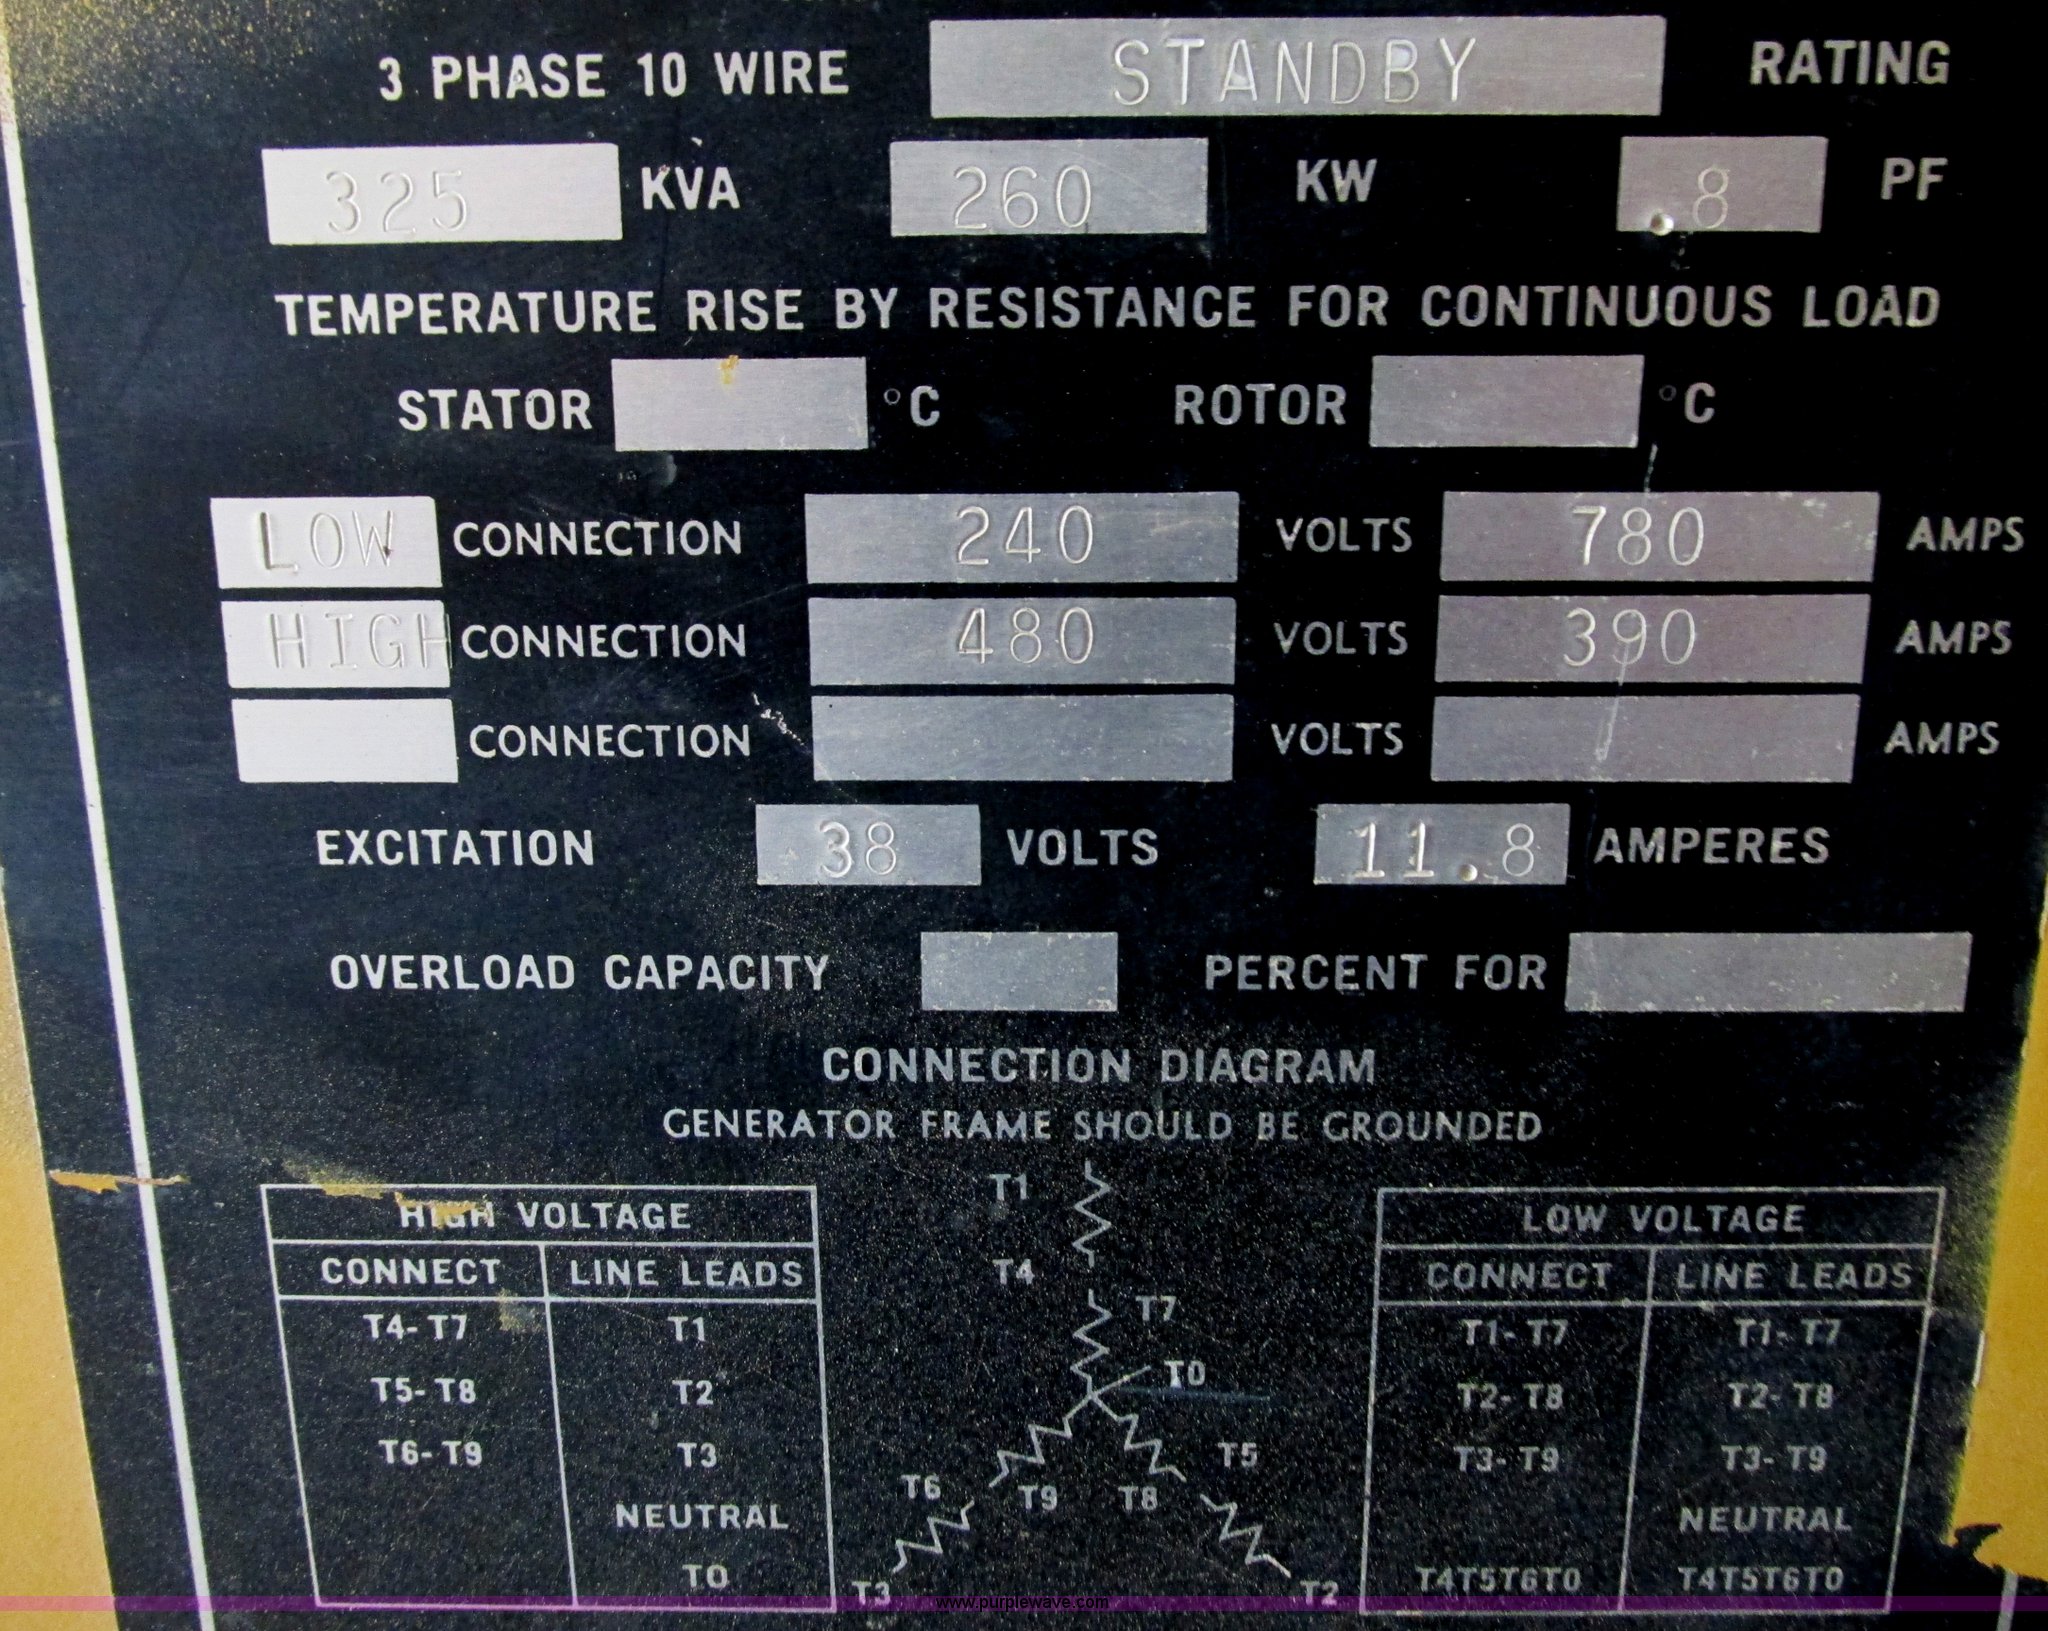 3 PHASE 10 WIRE STANDBY RATING
325 KVA 260 KW .8 PF
TEMPERATURE RISE BY RESISTANCE FOR CONTINUOUS LOAD
STATOR °C ROTOR °C
LOW CONNECTION 240 VOLTS 780 AMPS
HIGH CONNECTION 480 VOLTS 390 AMPS
CONNECTION VOLTS AMPS
EXCITATION 38 VOLTS 11.8 AMPERES
OVERLOAD CAPACITY PERCENT FOR
CONNECTION DIAGRAM
GENERATOR FRAME SHOULD BE GROUNDED
HIGH VOLTAGE
CONNECT LINE LEADS
T4-T7 T1
T5-T8 T2
T6-T9 T3
NEUTRAL
T0
T1
T4
T7
T0
T6 T9 T8 T5
T3 T2
LOW VOLTAGE
CONNECT LINE LEADS
T1-T7 T1-T7
T2-T8 T2-T8
T3-T9 T3-T9
NEUTRAL
T4T5T6T0 T4T5T6T0
www.purplewave.com